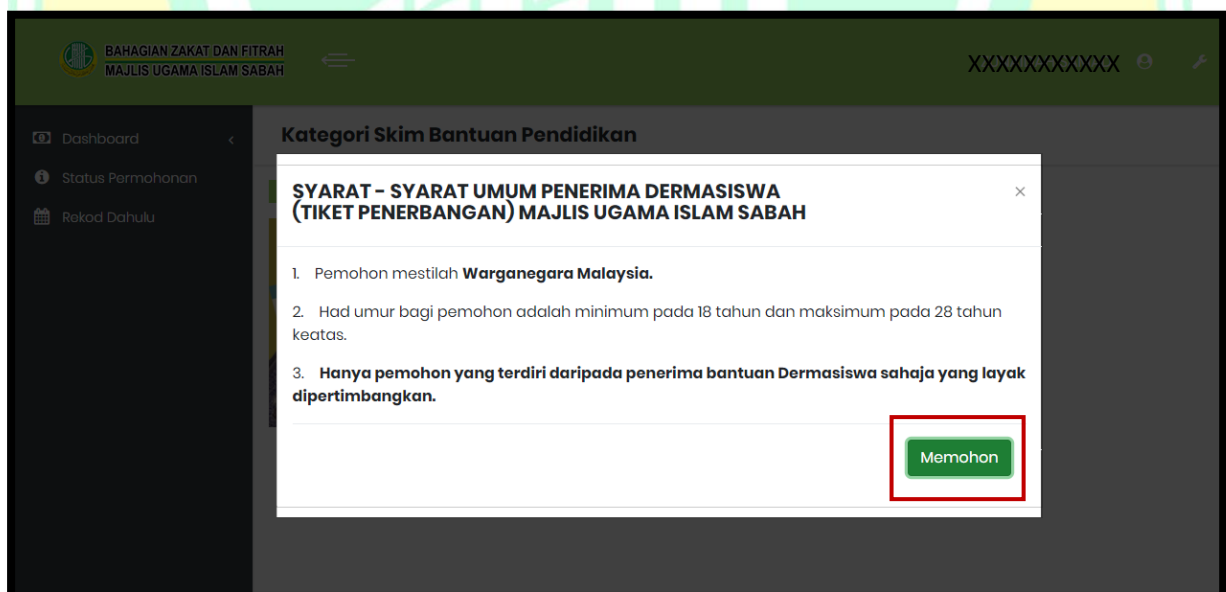 BAHAGIAN ZAKAT DAN FITRAH
MAJLIS UGAMA ISLAM SABAH
XXXXXXXXXXX
Dashboard
Status Permohonan
Rekod Dahulu
Kategori Skim Bantuan Pendidikan
SYARAT - SYARAT UMUM PENERIMA DERMASISWA
(TIKET PENERBANGAN) MAJLIS UGAMA ISLAM SABAH
×
1. Pemohon mestilah Warganegara Malaysia.
2. Had umur bagi pemohon adalah minimum pada 18 tahun dan maksimum pada 28 tahun
keatas.
3. Hanya pemohon yang terdiri daripada penerima bantuan Dermasiswa sahaja yang layak
dipertimbangkan.
Memohon